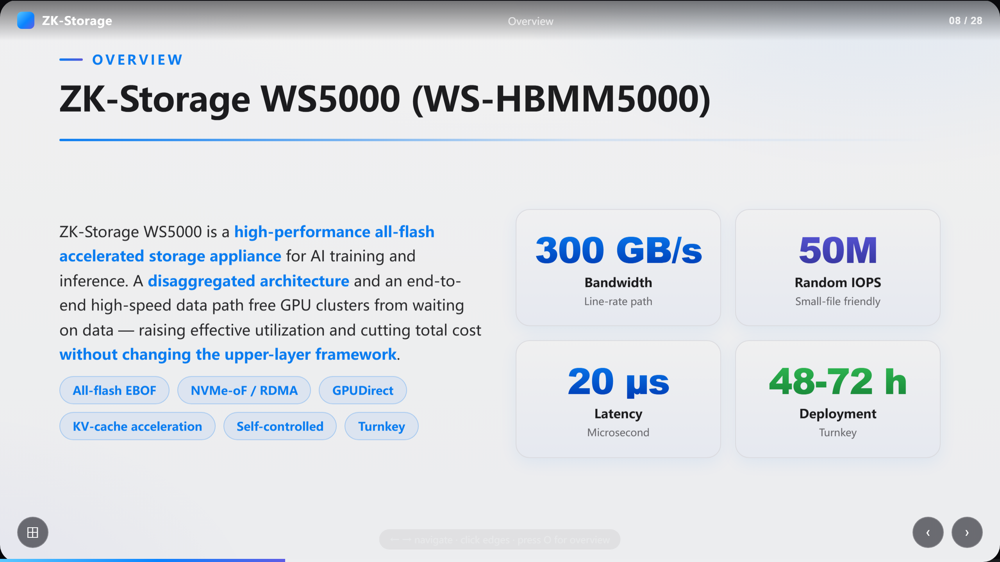 ZK-Storage
Overview
08 / 28
OVERVIEW
ZK-Storage WS5000 (WS-HBMM5000)
ZK-Storage WS5000 is a high-performance all-flash
accelerated storage appliance for AI training and
inference. A disaggregated architecture and an end-to-
end high-speed data path free GPU clusters from waiting
on data — raising effective utilization and cutting total cost
without changing the upper-layer framework.
All-flash EBOF
NVMe-oF / RDMA
GPUDirect
KV-cache acceleration
Self-controlled
Turnkey
300 GB/s
Bandwidth
Line-rate path
50M
Random IOPS
Small-file friendly
20 µs
Latency
Microsecond
48-72 h
Deployment
Turnkey
← → navigate · click edges · press O for overview